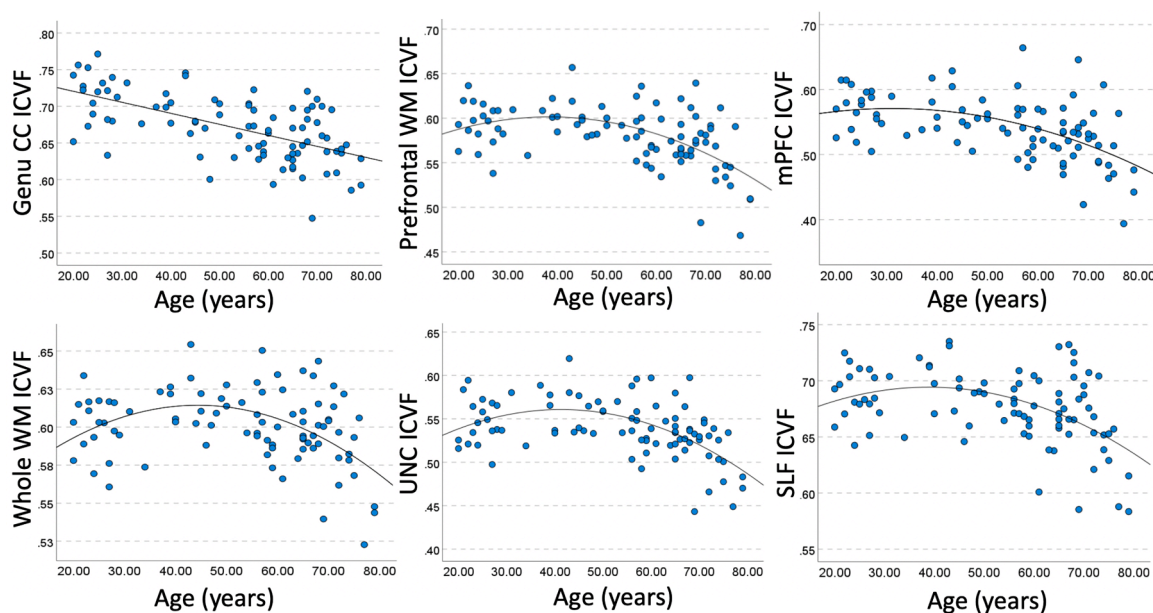 Genu CC ICVF
.80
.75
.70
.65
.60
.55
.50
20.00 30.00 40.00 50.00 60.00 70.00 80.00
Age (years)
Prefrontal WM ICVF
.70
.65
.60
.55
.50
.45
20.00 30.00 40.00 50.00 60.00 70.00 80.00
Age (years)
mPFC ICVF
.70
.60
.50
.40
20.00 30.00 40.00 50.00 60.00 70.00 80.00
Age (years)
Whole WM ICVF
.65
.63
.60
.58
.55
.53
20.00 30.00 40.00 50.00 60.00 70.00 80.00
Age (years)
UNC ICVF
.65
.60
.55
.50
.45
.40
20.00 30.00 40.00 50.00 60.00 70.00 80.00
Age (years)
SLF ICVF
.75
.70
.65
.60
.55
20.00 30.00 40.00 50.00 60.00 70.00 80.00
Age (years)